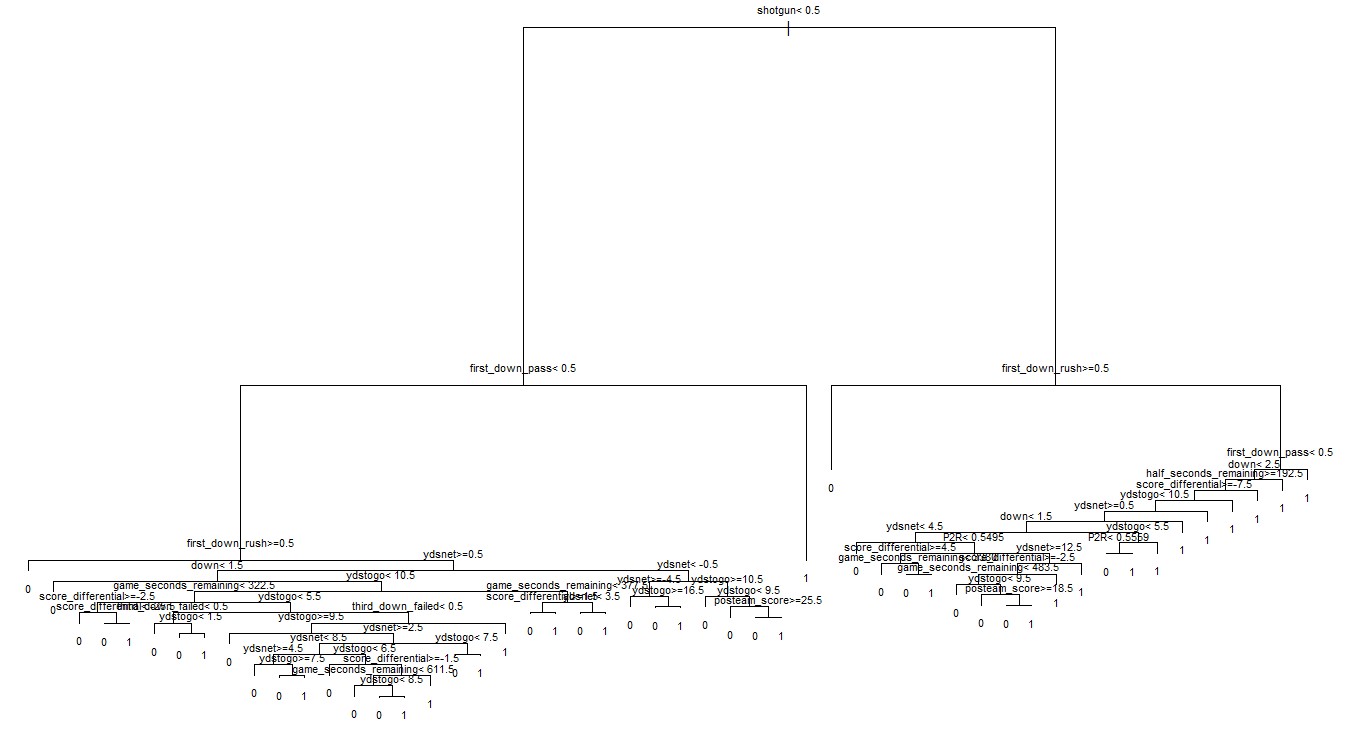 shotgun< 0.5
first_down_pass< 0.5
first_down_rush>=0.5
first_down_pass< 0.5
down< 2.5
half_seconds_remaining>=192.5
0
score_differential>=-7.5
1
ydstogo< 10.5
1
ydsnet>=0.5
1
down< 1.5
1
ydsnet< 4.5
ydstogo< 5.5
P2R< 0.5495
P2R< 0.5569
1
first_down_rush>=0.5
score_differential>=4.5
ydsnet>=12.5
1
ydsnet>=0.5
game_seconds_remaining<
score_differential>=-2.5
down< 1.5
ydsnet< -0.5
game_seconds_remaining< 483.5
0
0 1 1
ydstogo< 10.5
1
ydstogo< 9.5
game_seconds_remaining< 322.5
game_seconds_remaining< 377.5
ydsnet>=-4.5
ydstogo>=10.5
posteam_score>=18.5
0
0 0 1
1
score_differential>=-2.5
ydstogo< 5.5
score_differential
ydstogo>=16.5
ydstogo< 9.5
1
0
third_down_failed< 0.5
third_down_failed< 0.5
posteam_score>=25.5
0
0 0 1
ydstogo< 1.5
ydstogo>=9.5
0 1 0 1
0 0 1
0
0 0 1
0 0 1
ydsnet>=2.5
0 0 1
ydsnet< 8.5
ydstogo< 7.5
ydsnet>=4.5
ydstogo< 6.5
1
0
ydstogo>=7.5
score_differential>=-1.5
game_seconds_remaining< 611.5
0 1
ydstogo< 8.5
0 0 1 0
1
0 0 1